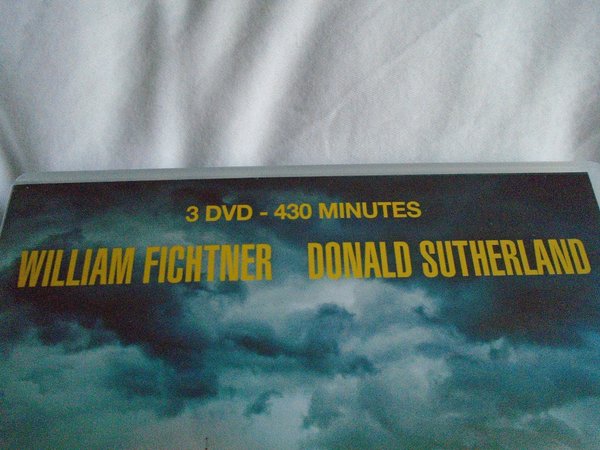 3 DVD - 430 MINUTES
WILLIAM FICHTNER DONALD SUTHERLAND